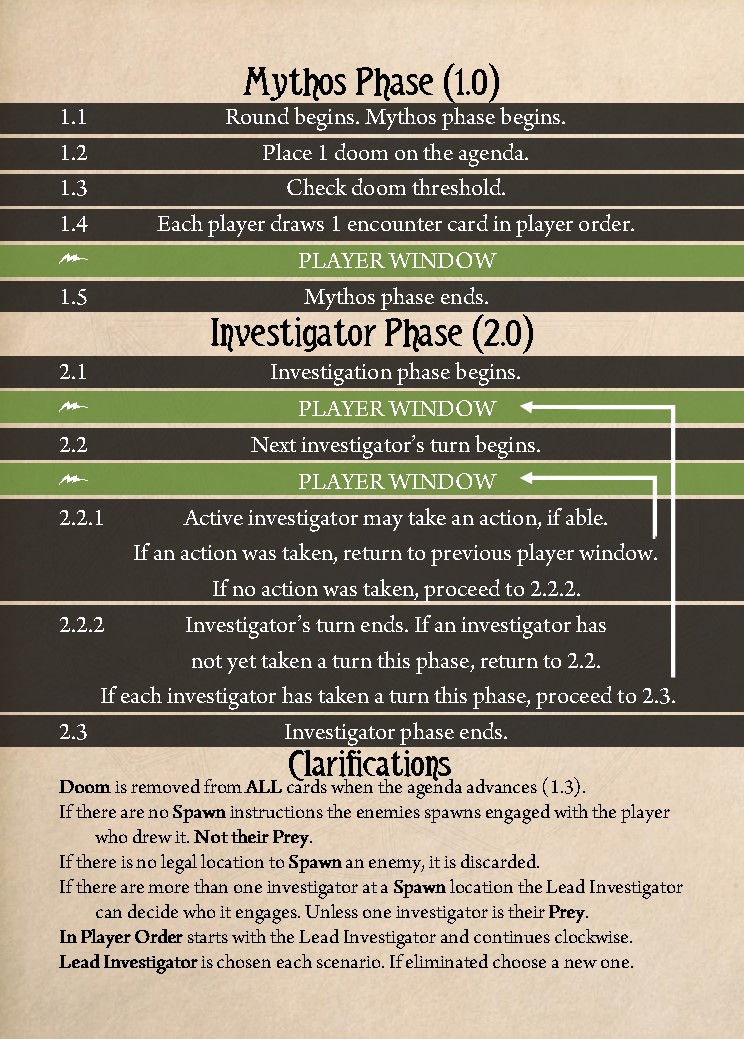 Mythos Phase (1.0)
1.1 Round begins. Mythos phase begins.
1.2 Place 1 doom on the agenda.
1.3 Check doom threshold.
1.4 Each player draws 1 encounter card in player order.
PLAYER WINDOW
1.5 Mythos phase ends.
Investigator Phase (2.0)
2.1 Investigation phase begins.
PLAYER WINDOW
2.2 Next investigator’s turn begins.
PLAYER WINDOW
2.2.1 Active investigator may take an action, if able.
If an action was taken, return to previous player window.
If no action was taken, proceed to 2.2.2.
2.2.2 Investigator’s turn ends. If an investigator has
not yet taken a turn this phase, return to 2.2.
If each investigator has taken a turn this phase, proceed to 2.3.
2.3 Investigator phase ends.
Clarifications
Doom is removed from ALL cards when the agenda advances (1.3).
If there are no Spawn instructions the enemies spawns engaged with the player
who drew it. Not their Prey.
If there is no legal location to Spawn an enemy, it is discarded.
If there are more than one investigator at a Spawn location the Lead Investigator
can decide who it engages. Unless one investigator is their Prey.
In Player Order starts with the Lead Investigator and continues clockwise.
Lead Investigator is chosen each scenario. If eliminated choose a new one.